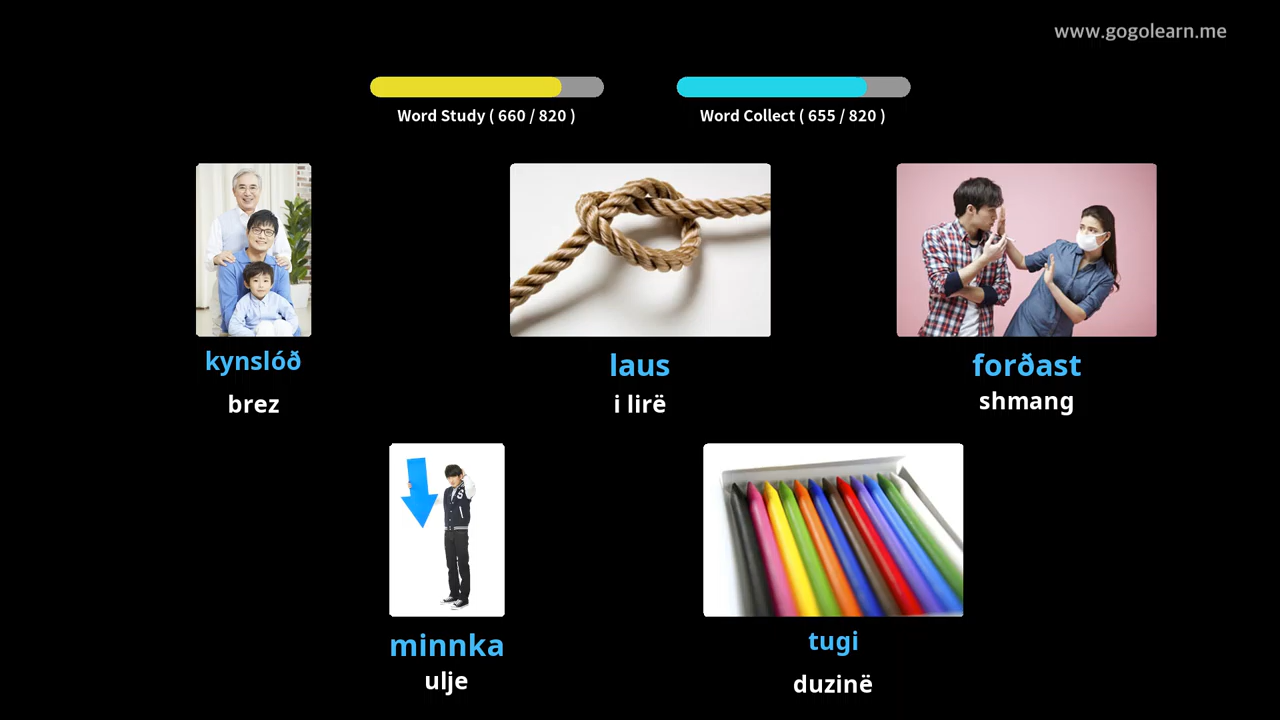 www.gogolearn.me
Word Study ( 660 / 820 )
Word Collect ( 655 / 820 )
kynslóð
brez
laus
i lirë
forðast
shmang
minnka
ulje
tugi
duzinë